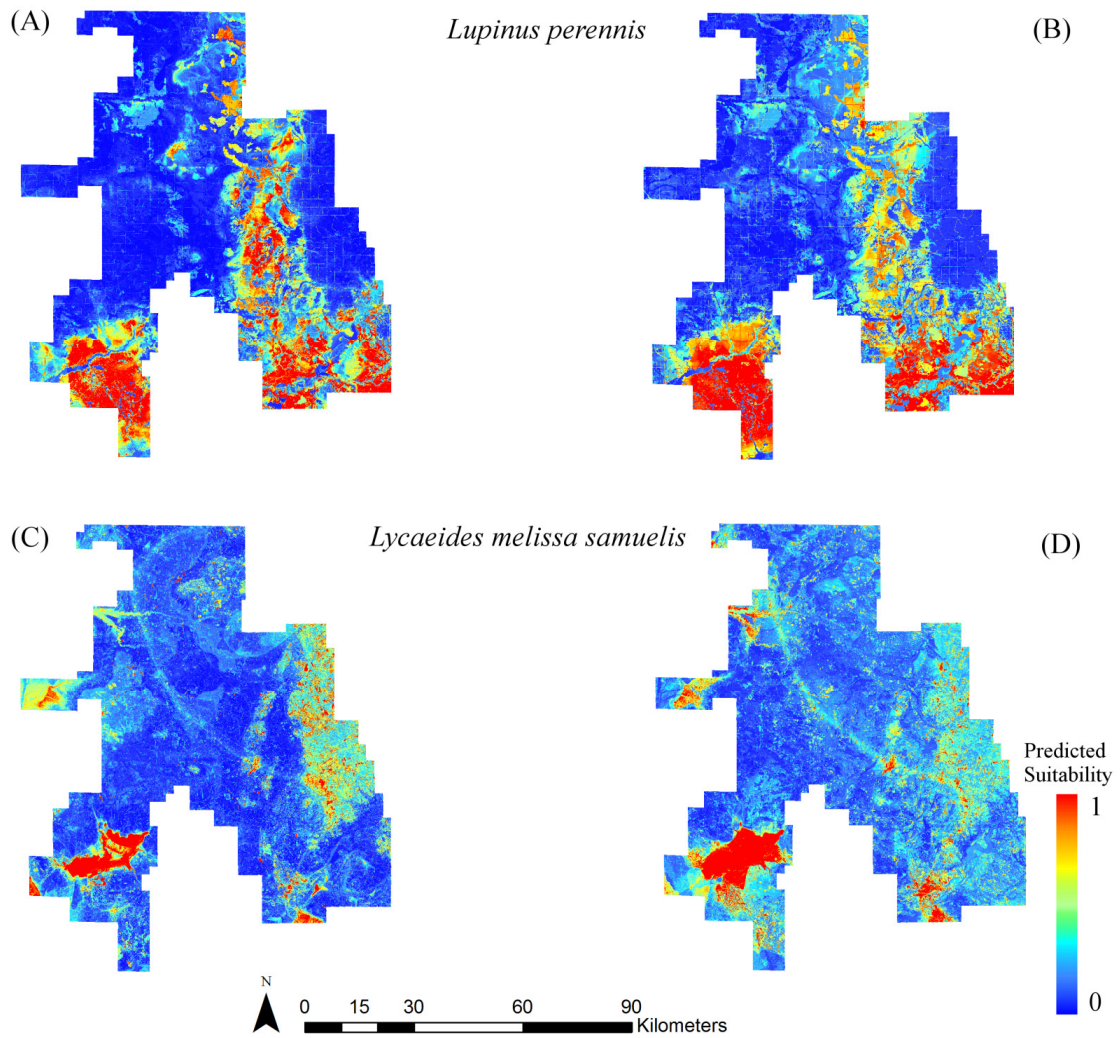 (A)
Lupinus perennis
(B)
(C)
Lycaeides melissa samuelis
(D)
Predicted
Suitability
1
0
N
0 15 30 60 90
Kilometers